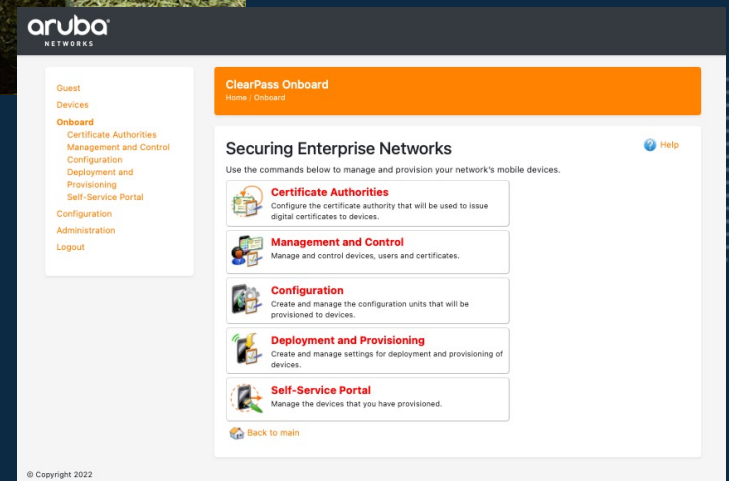 aruba
NETWORKS
Guest
Devices
Onboard
Certificate Authorities
Management and Control
Configuration
Deployment and
Provisioning
Self-Service Portal
Configuration
Administration
Logout
ClearPass Onboard
Home / Onboard
Securing Enterprise Networks
Help
Use the commands below to manage and provision your network's mobile devices.
Certificate Authorities
Configure the certificate authority that will be used to issue
digital certificates to devices.
Management and Control
Manage and control devices, users and certificates.
Configuration
Create and manage the configuration units that will be
provisioned to devices.
Deployment and Provisioning
Create and manage settings for deployment and provisioning of
devices.
Self-Service Portal
Manage the devices that you have provisioned.
Back to main
© Copyright 2022